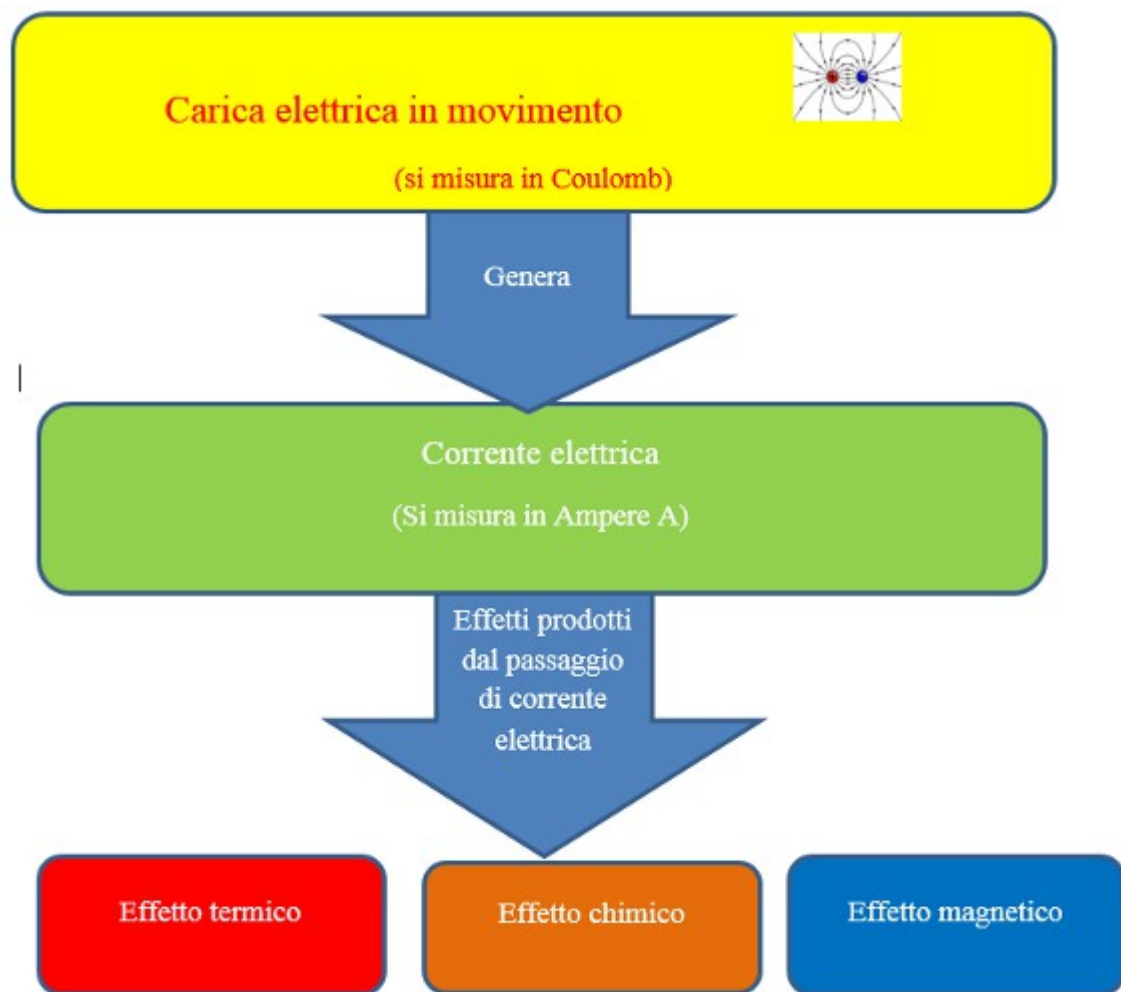 Carica elettrica in movimento
(si misura in Coulomb)
Genera
Corrente elettrica
(Si misura in Ampere A)
Effetti prodotti
dal passaggio
di corrente
elettrica
Effetto termico
Effetto chimico
Effetto magnetico